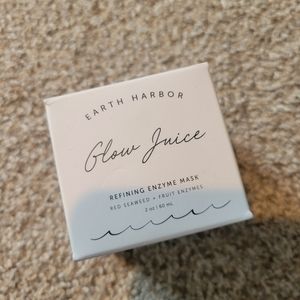 EARTH HARBOR
Glow Juice
REFINING ENZYME MASK
RED SEAWEED + FRUIT ENZYMES
2 oz | 60 mL